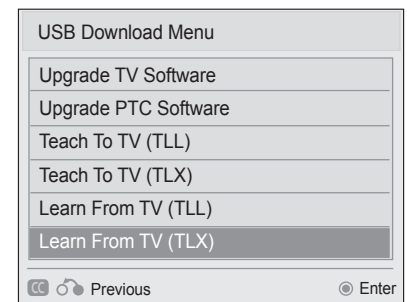 USB Download Menu
Upgrade TV Software
Upgrade PTC Software
Teach To TV (TLL)
Teach To TV (TLX)
Learn From TV (TLL)
Learn From TV (TLX)
CC Previous Enter